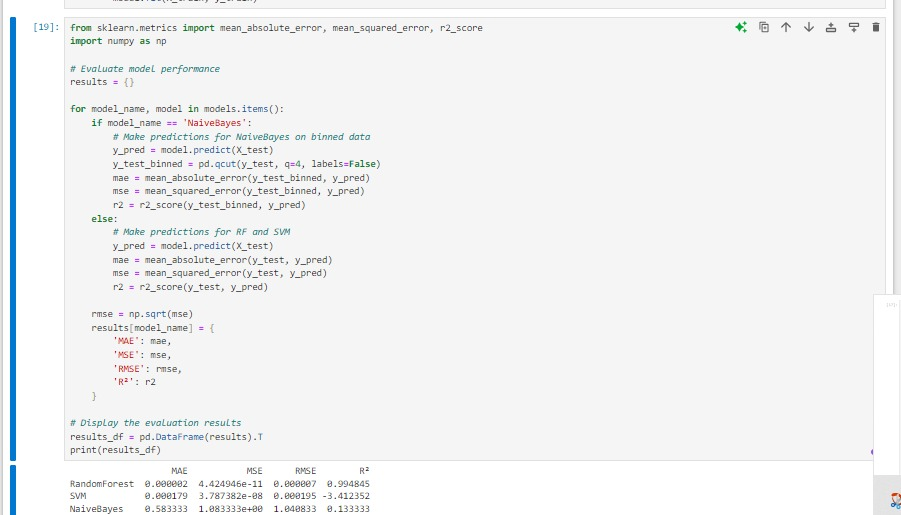 [19]: from sklearn.metrics import mean_absolute_error, mean_squared_error, r2_score
import numpy as np
# Evaluate model performance
results = {}
for model_name, model in models.items():
if model_name == 'NaiveBayes':
# Make predictions for NaiveBayes on binned data
y_pred = model.predict(X_test)
y_test_binned = pd.qcut(y_test, q=4, labels=False)
mae = mean_absolute_error(y_test_binned, y_pred)
mse = mean_squared_error(y_test_binned, y_pred)
r2 = r2_score(y_test_binned, y_pred)
else:
# Make predictions for RF and SVM
y_pred = model.predict(X_test)
mae = mean_absolute_error(y_test, y_pred)
mse = mean_squared_error(y_test, y_pred)
r2 = r2_score(y_test, y_pred)
rmse = np.sqrt(mse)
results[model_name] = {
'MAE': mae,
'MSE': mse,
'RMSE': rmse,
'R²': r2
}
# Display the evaluation results
results_df = pd.DataFrame(results).T
print(results_df)
MAE MSE RMSE R²
RandomForest 0.000002 4.424946e-11 0.000007 0.994845
SVM 0.000179 3.787382e-08 0.000195 -3.412352
NaiveBayes 0.583333 1.083333e+00 1.040833 0.133333